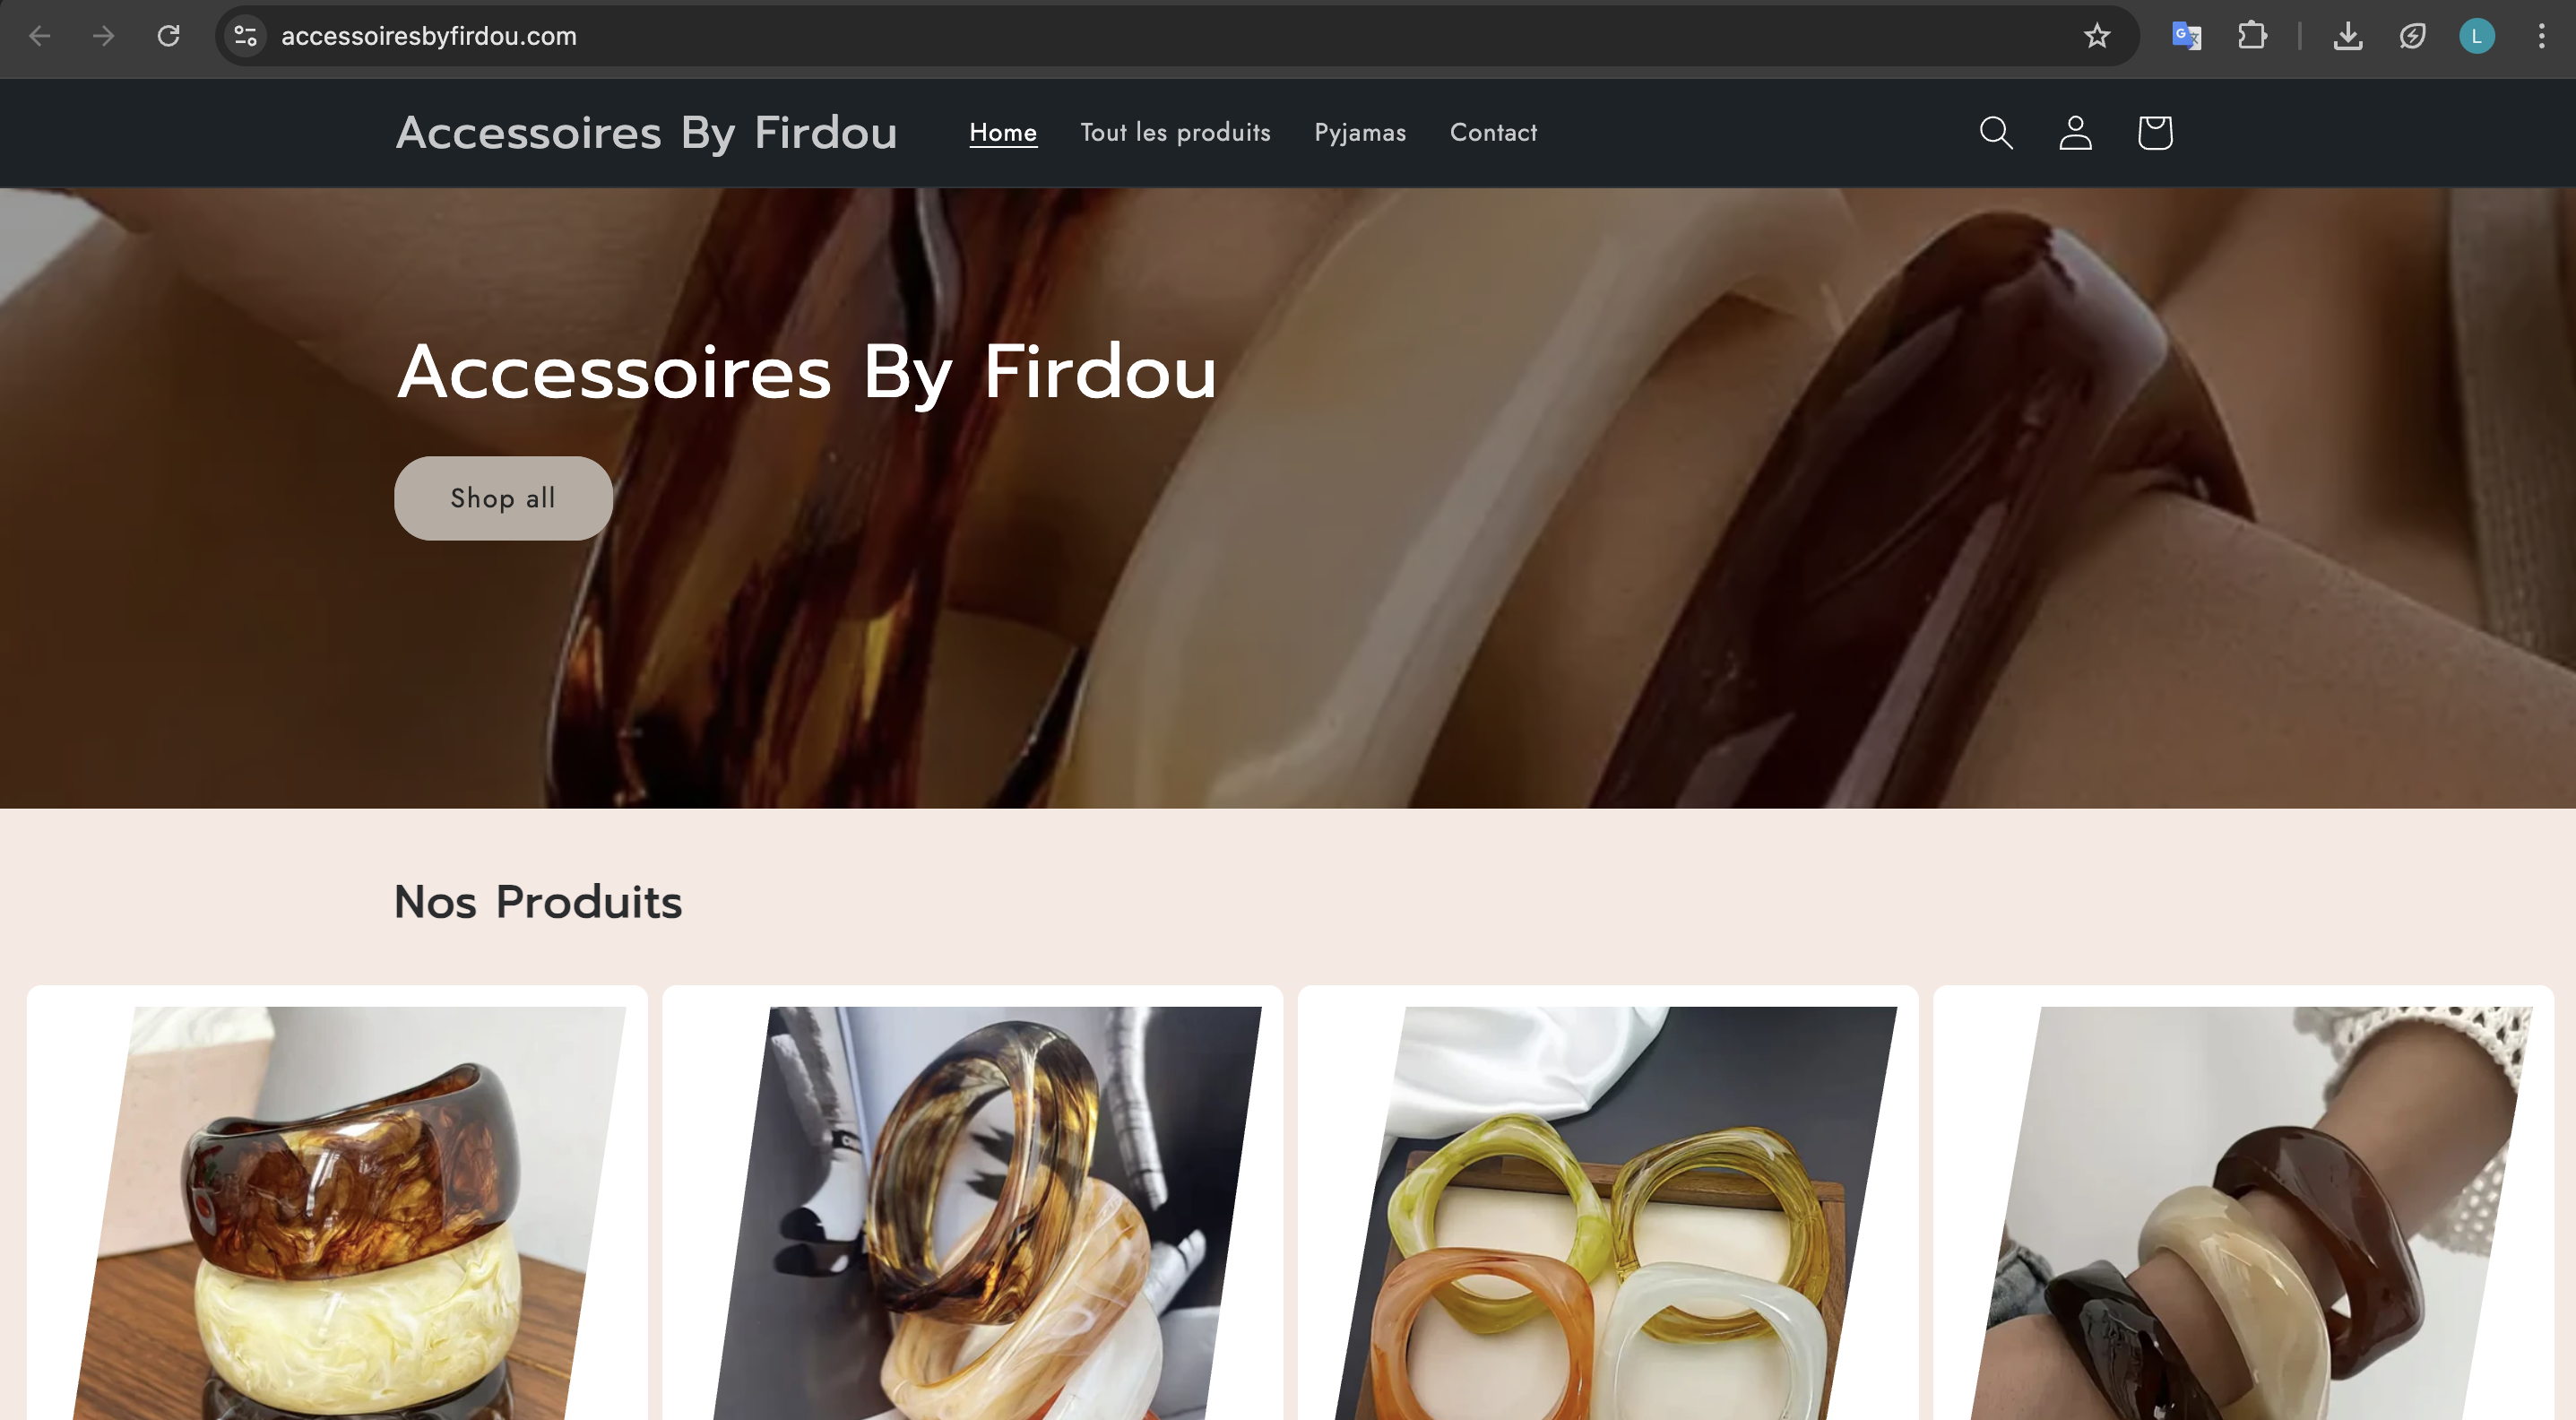 accessoiresbyfirdou.com
L
Accessoires By Firdou
Home Tout les produits Pyjamas Contact
Accessoires By Firdou
Shop all
Nos Produits